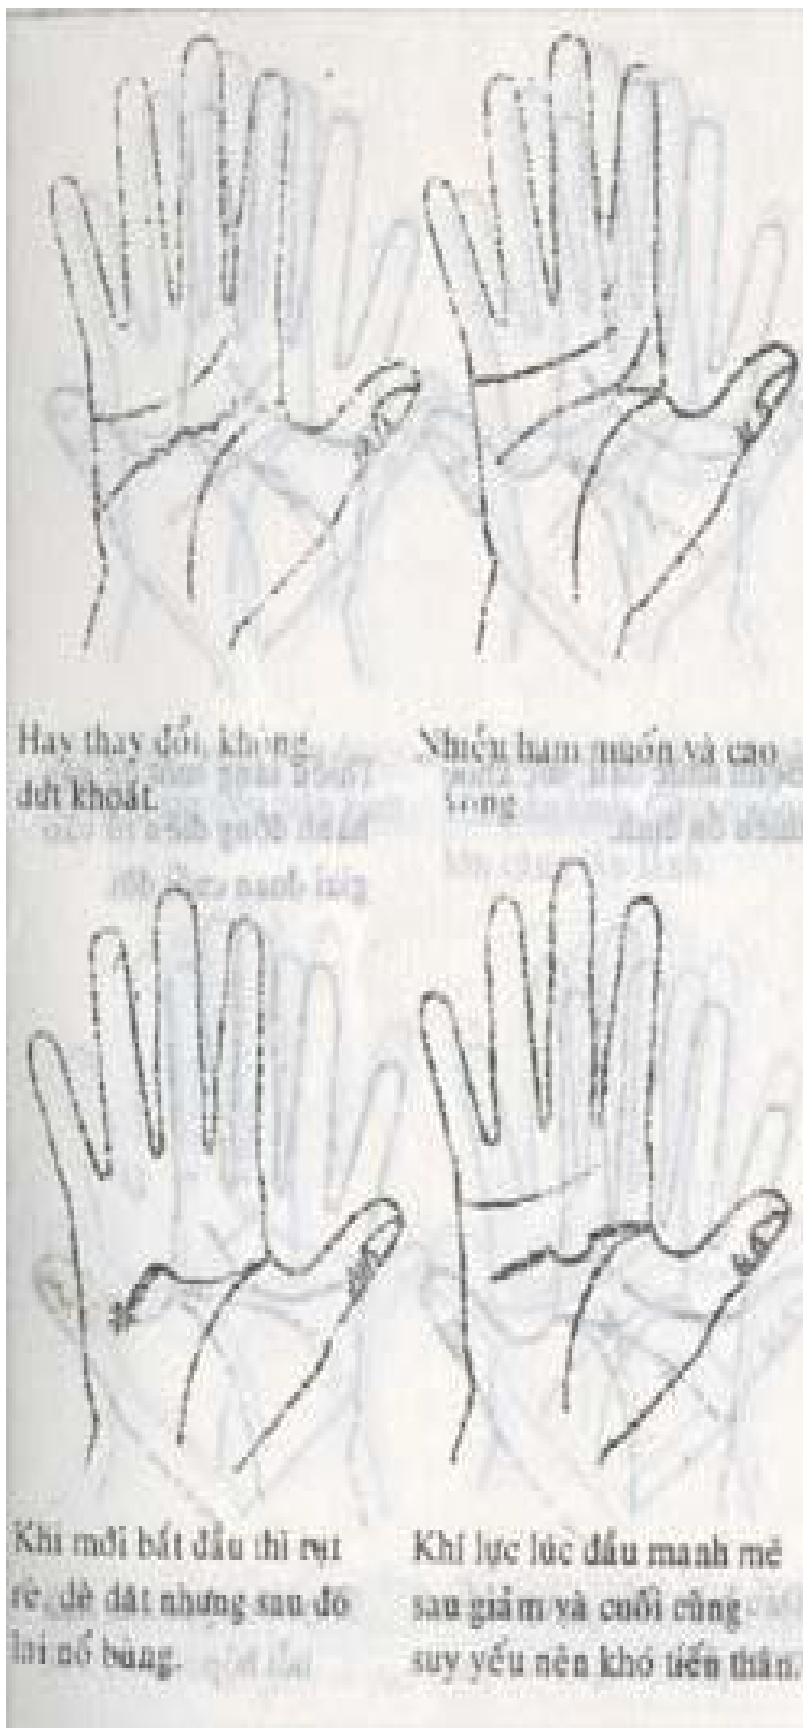 Hay thay đổi, không
dứt khoát.
Nhiều ham muốn và cao
vọng
Khi mới bắt đầu thì rụt
rè, dè dặt nhưng sau đó
lại nổ bùng.
Khí lực lúc đầu mạnh mẽ
sau giảm và cuối cùng
suy yếu nên khó tiến thân.